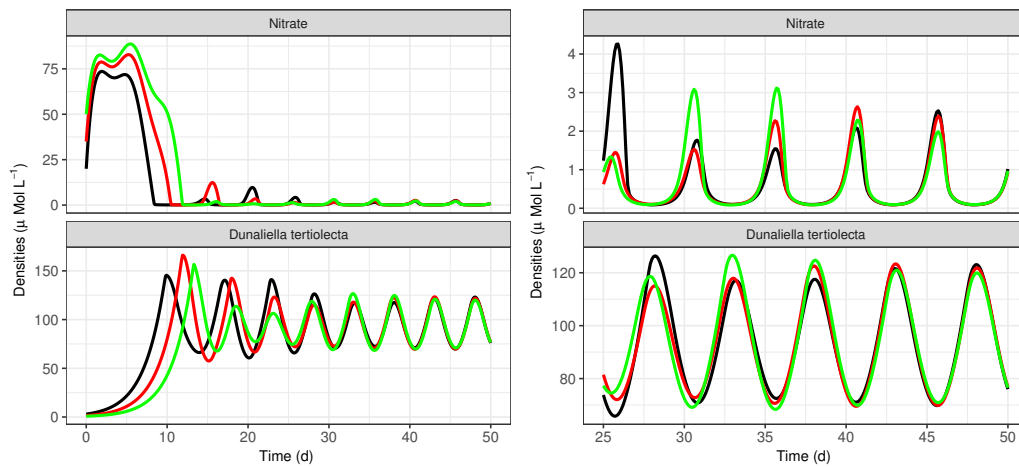 Nitrate
75
50
25
0
Dunaliella tertiolecta
150
100
50
0
0 10 20 30 40 50
Time (d)
Densities (μ Mol L⁻¹)
Nitrate
4
3
2
1
0
Dunaliella tertiolecta
120
100
80
25 30 35 40 45 50
Time (d)
Densities (μ Mol L⁻¹)